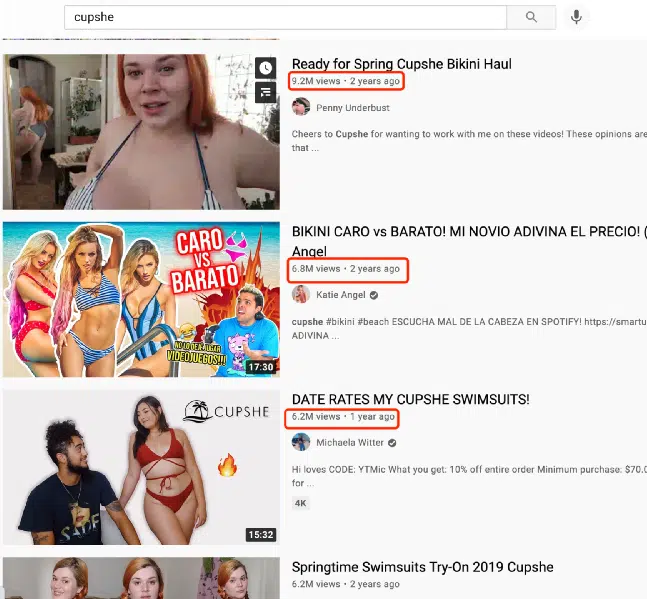 cupshe
Ready for Spring Cupshe Bikini Haul
9.2M views • 2 years ago
Penny Underbust
Cheers to Cupshe for wanting to work with me on these videos! These opinions are
that ...
CARO
VS
BARATO
NO LO DEJO JUGAR
VIDEOJUEGOS!!!
17:30
BIKINI CARO vs BARATO! MI NOVIO ADIVINA EL PRECIO! (
Angel
6.8M views • 2 years ago
Katie Angel
cupshe #bikini #beach ESCUCHA MAL DE LA CABEZA EN SPOTIFY! https://smartu
ADIVINA ...
CUPSHE
SADE
15:32
DATE RATES MY CUPSHE SWIMSUITS!
6.2M views • 1 year ago
Michaela Witter
Hi loves CODE: YTMic What you get: 10% off entire order Minimum purchase: $70.0
for ...
4K
Springtime Swimsuits Try-On 2019 Cupshe
6.2M views • 2 years ago